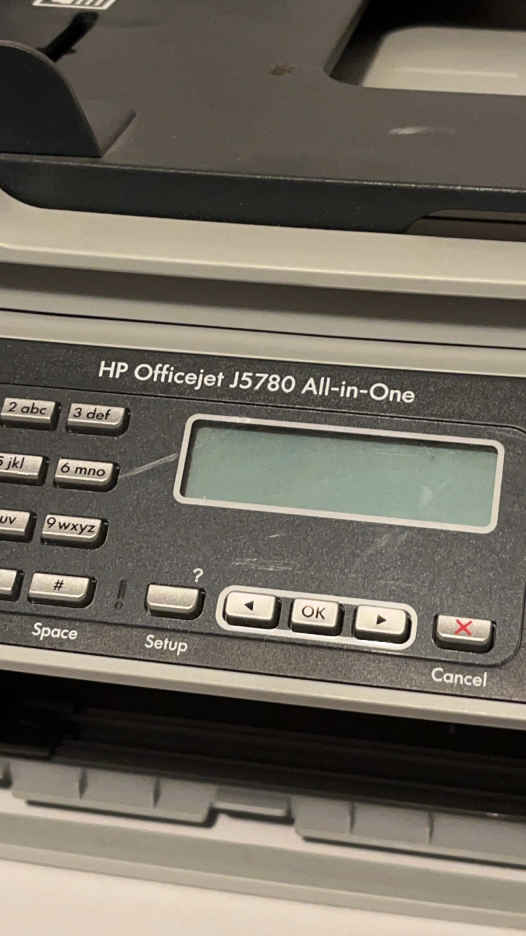 HP Officejet J5780 All-in-One
2 abc 3 def
5 jkl 6 mno
9 wxyz
# ?
OK
Space Setup Cancel